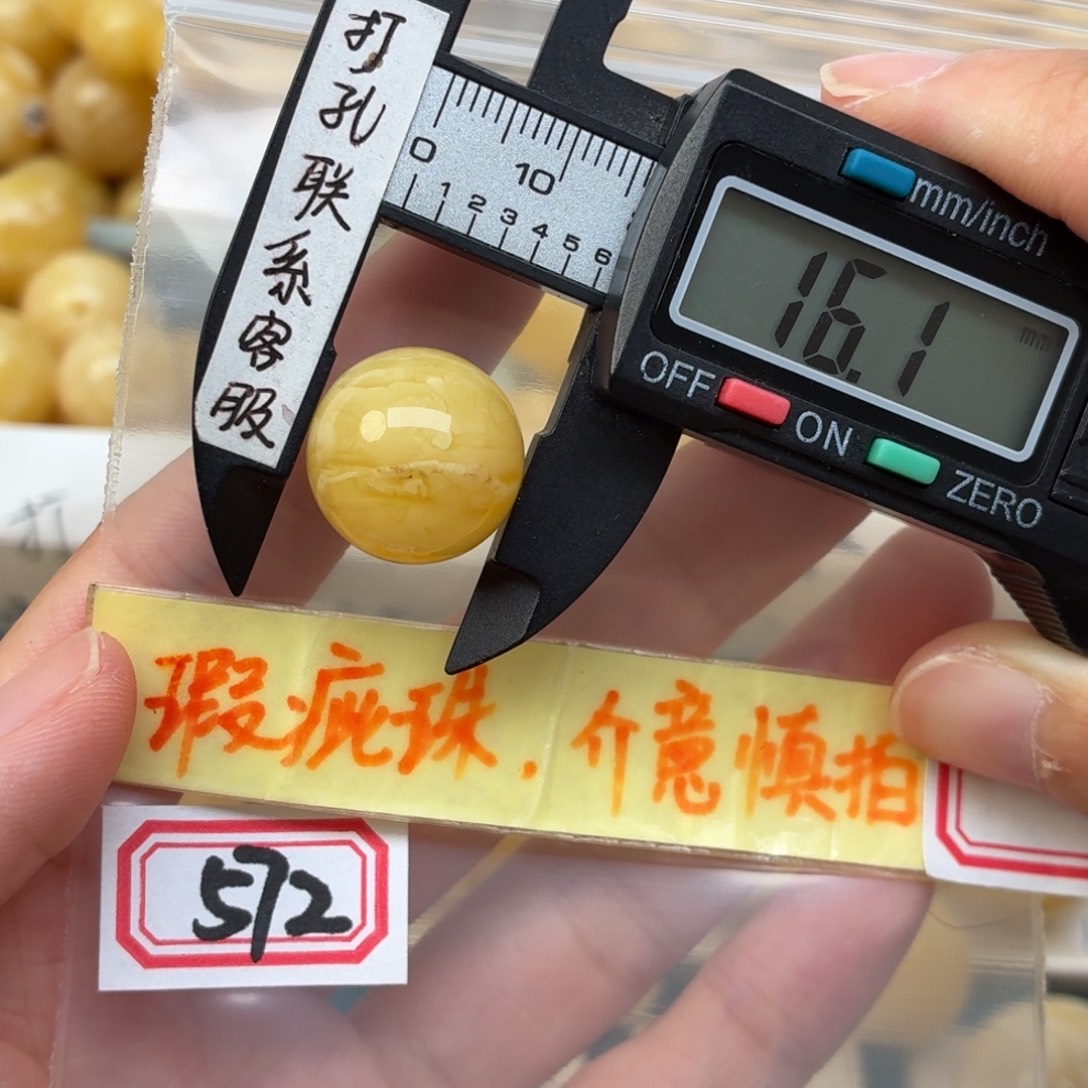 打孔联系客服
0 10
1 2 3 4 5 6
mm/inch
16.1
mm
OFF ON ZERO
瑕疵珠，介意慎拍
572